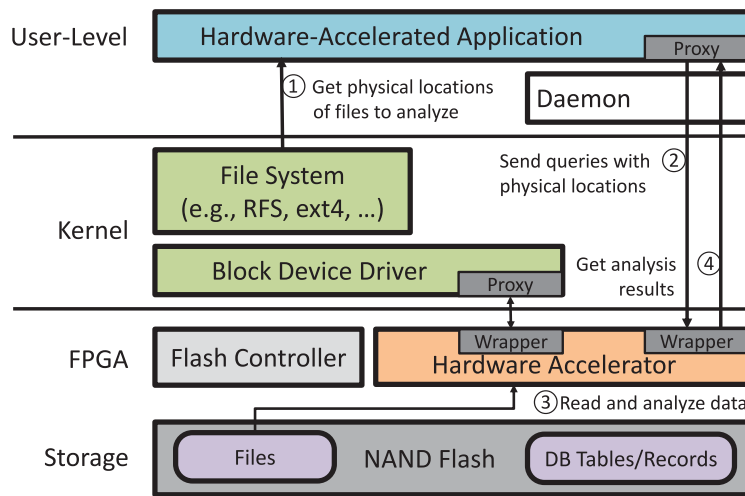 User-Level
Hardware-Accelerated Application
Proxy
① Get physical locations
of files to analyze
Daemon
Send queries with ②
physical locations
Kernel
File System
(e.g., RFS, ext4, ...)
Block Device Driver
Proxy
Get analysis ④
results
FPGA
Flash Controller
Wrapper
Wrapper
Hardware Accelerator
③ Read and analyze data
Storage
Files
NAND Flash
DB Tables/Records